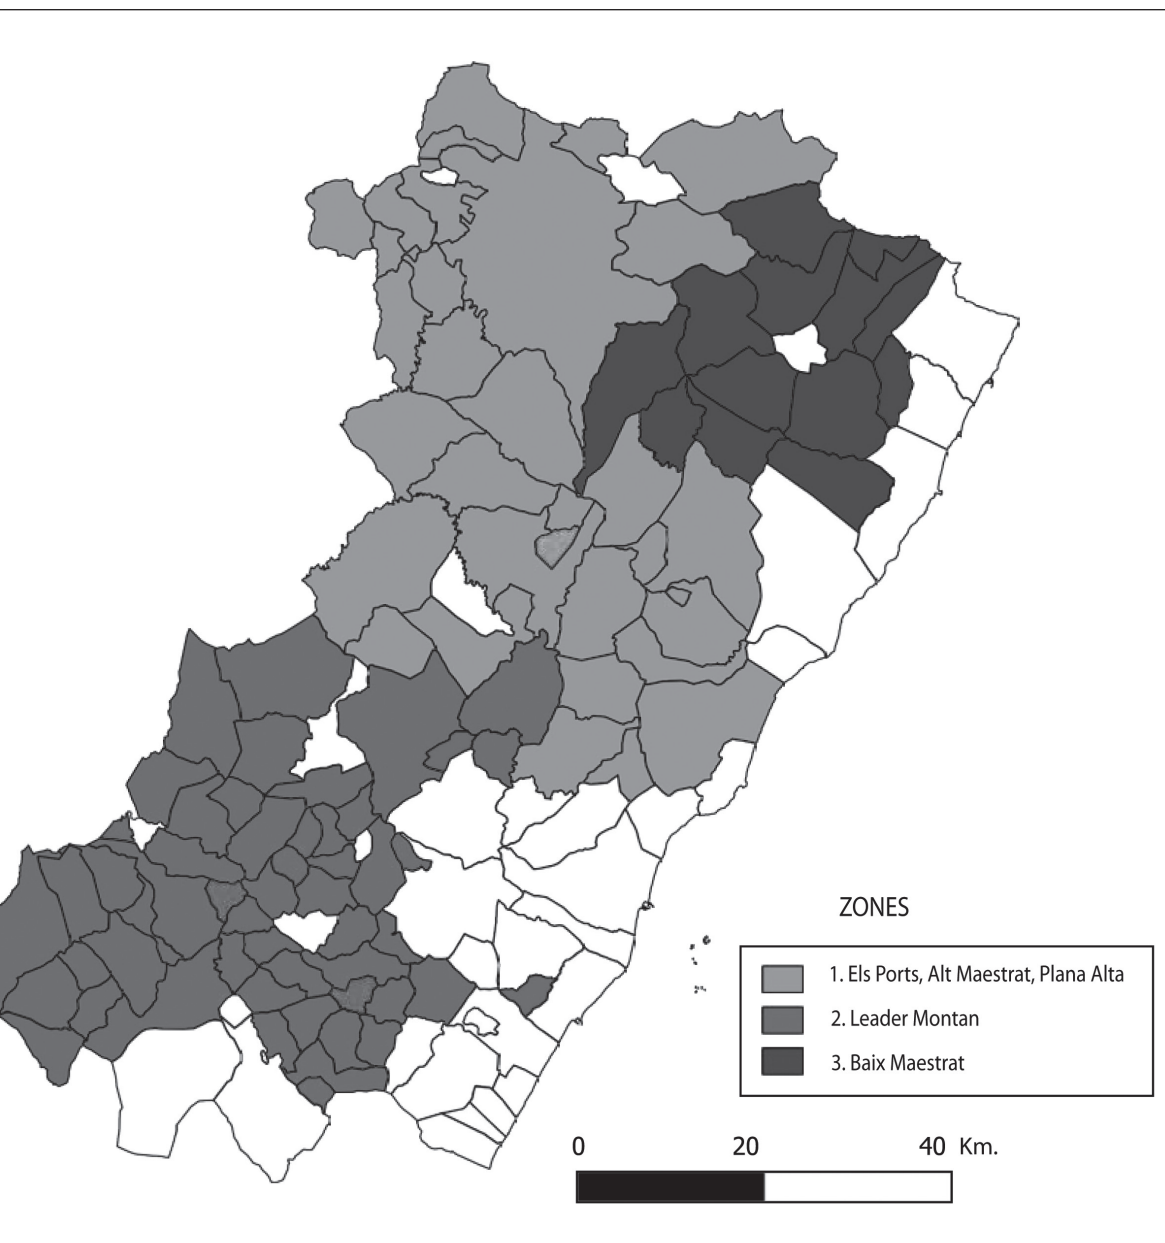 ZONES
1. Els Ports, Alt Maestrat, Plana Alta
2. Leader Montan
3. Baix Maestrat
0 20 40 Km.